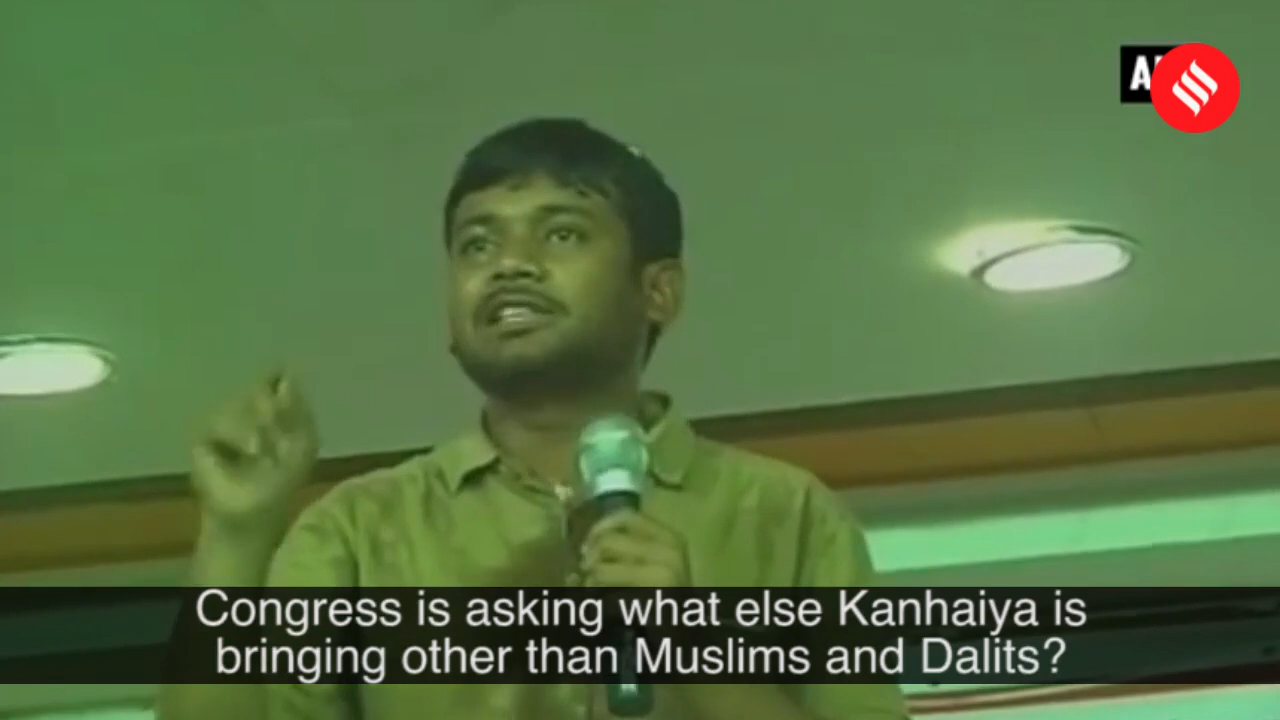 Congress is asking what else Kanhaiya is
bringing other than Muslims and Dalits?